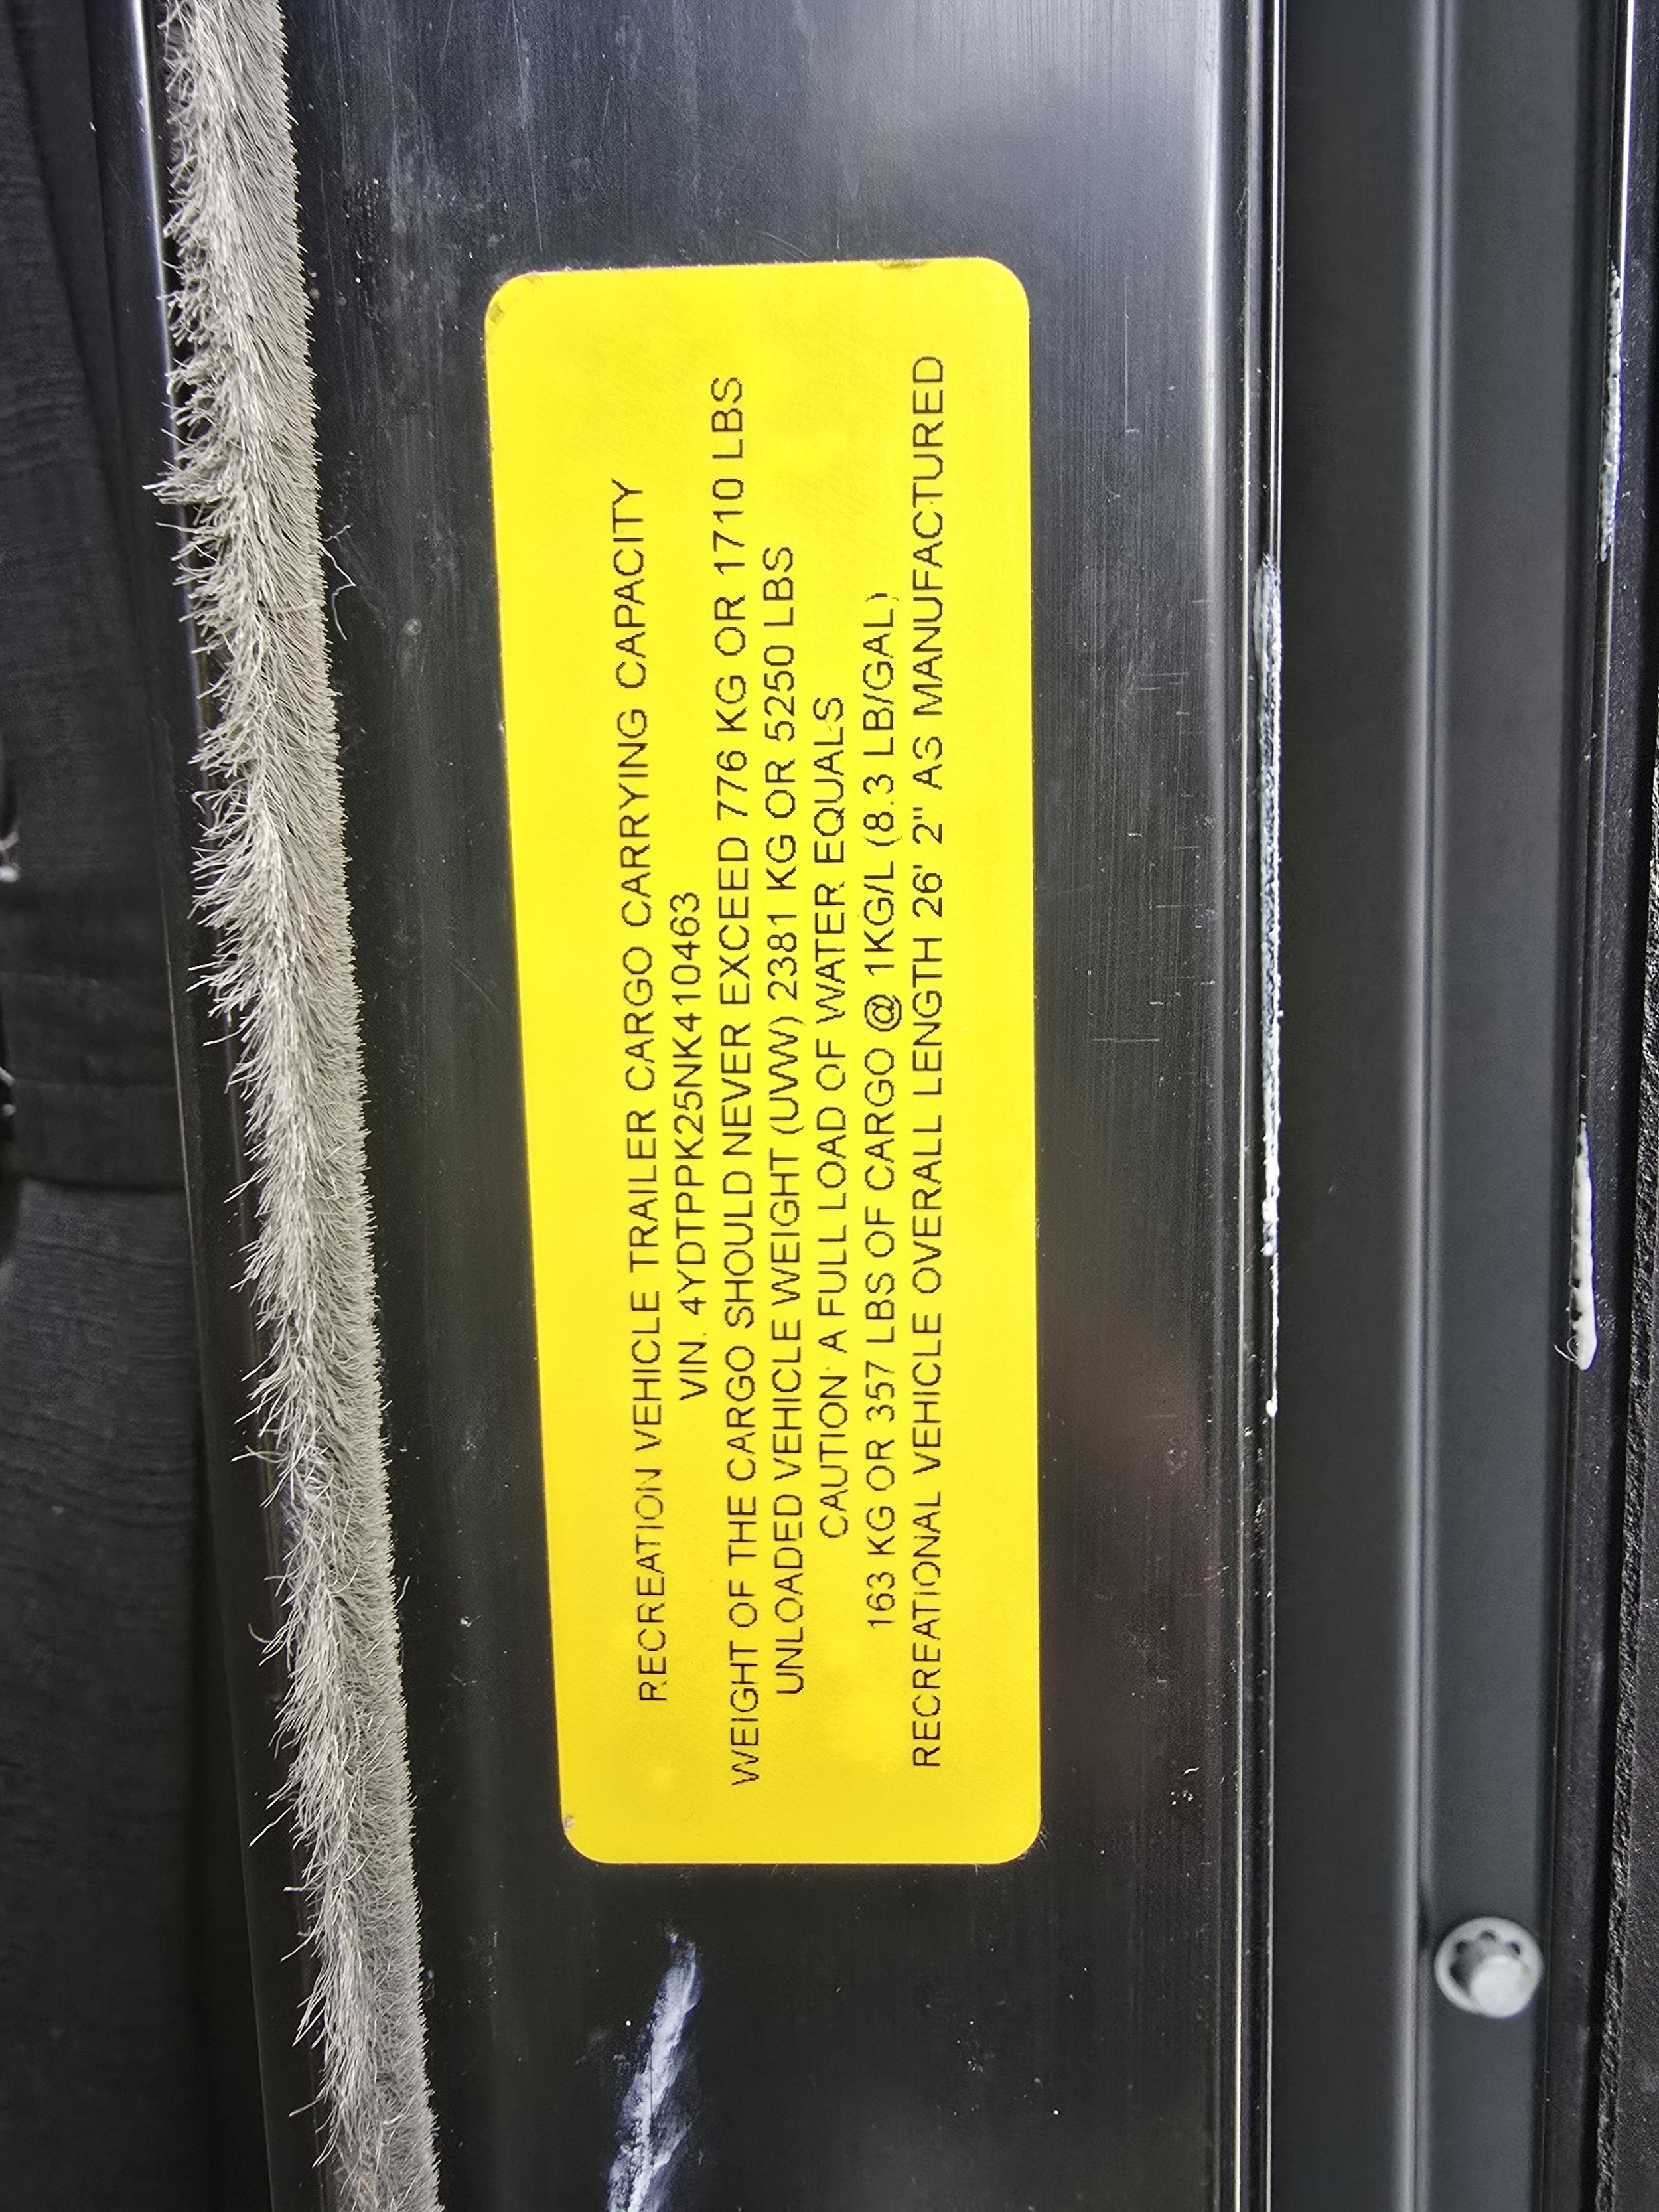 RECREATION VEHICLE TRAILER CARGO CARRYING CAPACITY
VIN. 4YDTPPK25NK410463
WEIGHT OF THE CARGO SHOULD NEVER EXCEED 776 KG OR 1710 LBS
UNLOADED VEHICLE WEIGHT (UVW) 2381 KG OR 5250 LBS
CAUTION: A FULL LOAD OF WATER EQUALS
163 KG OR 357 LBS OF CARGO @ 1KG/L (8.3 LB/GAL)
RECREATIONAL VEHICLE OVERALL LENGTH 26' 2" AS MANUFACTURED